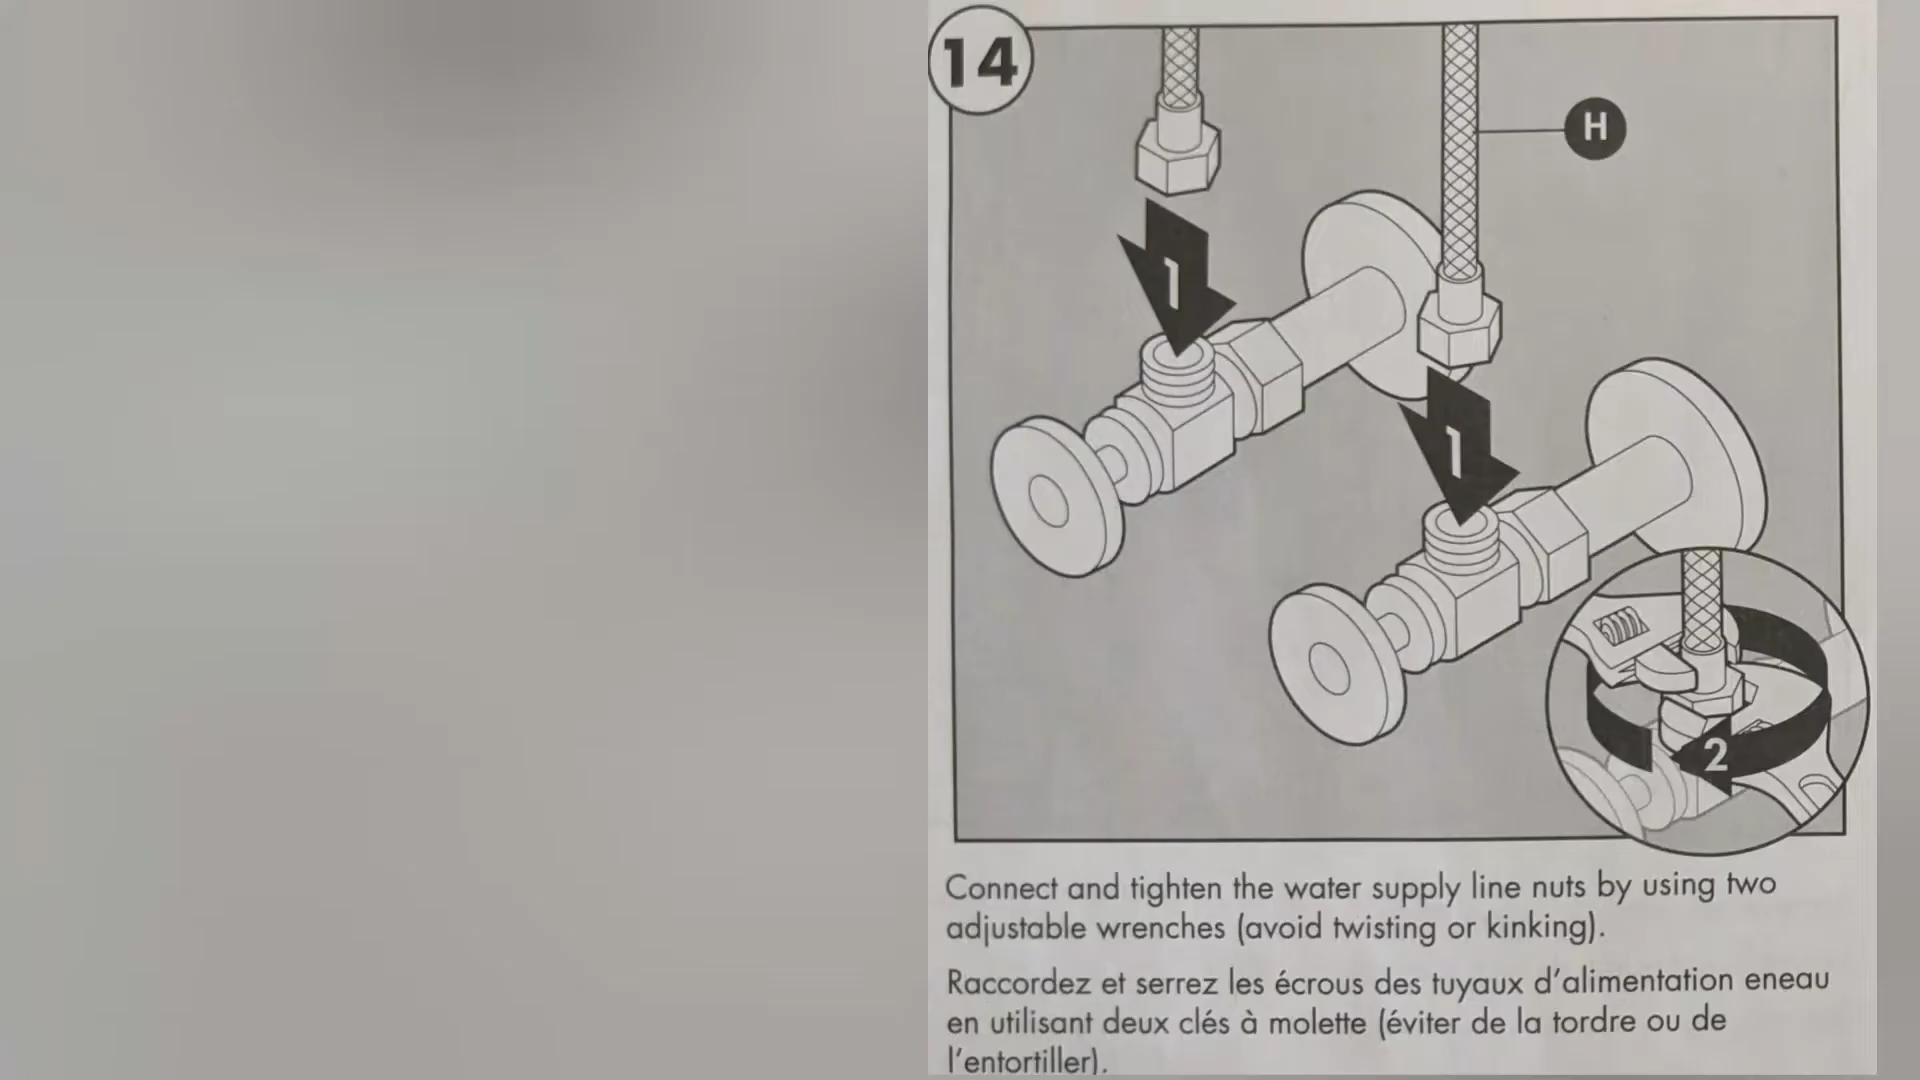 14
H
1
1
2
Connect and tighten the water supply line nuts by using two
adjustable wrenches (avoid twisting or kinking).
Raccordez et serrez les écrous des tuyaux d'alimentation eneau
en utilisant deux clés à molette (éviter de la tordre ou de
l'entortiller).